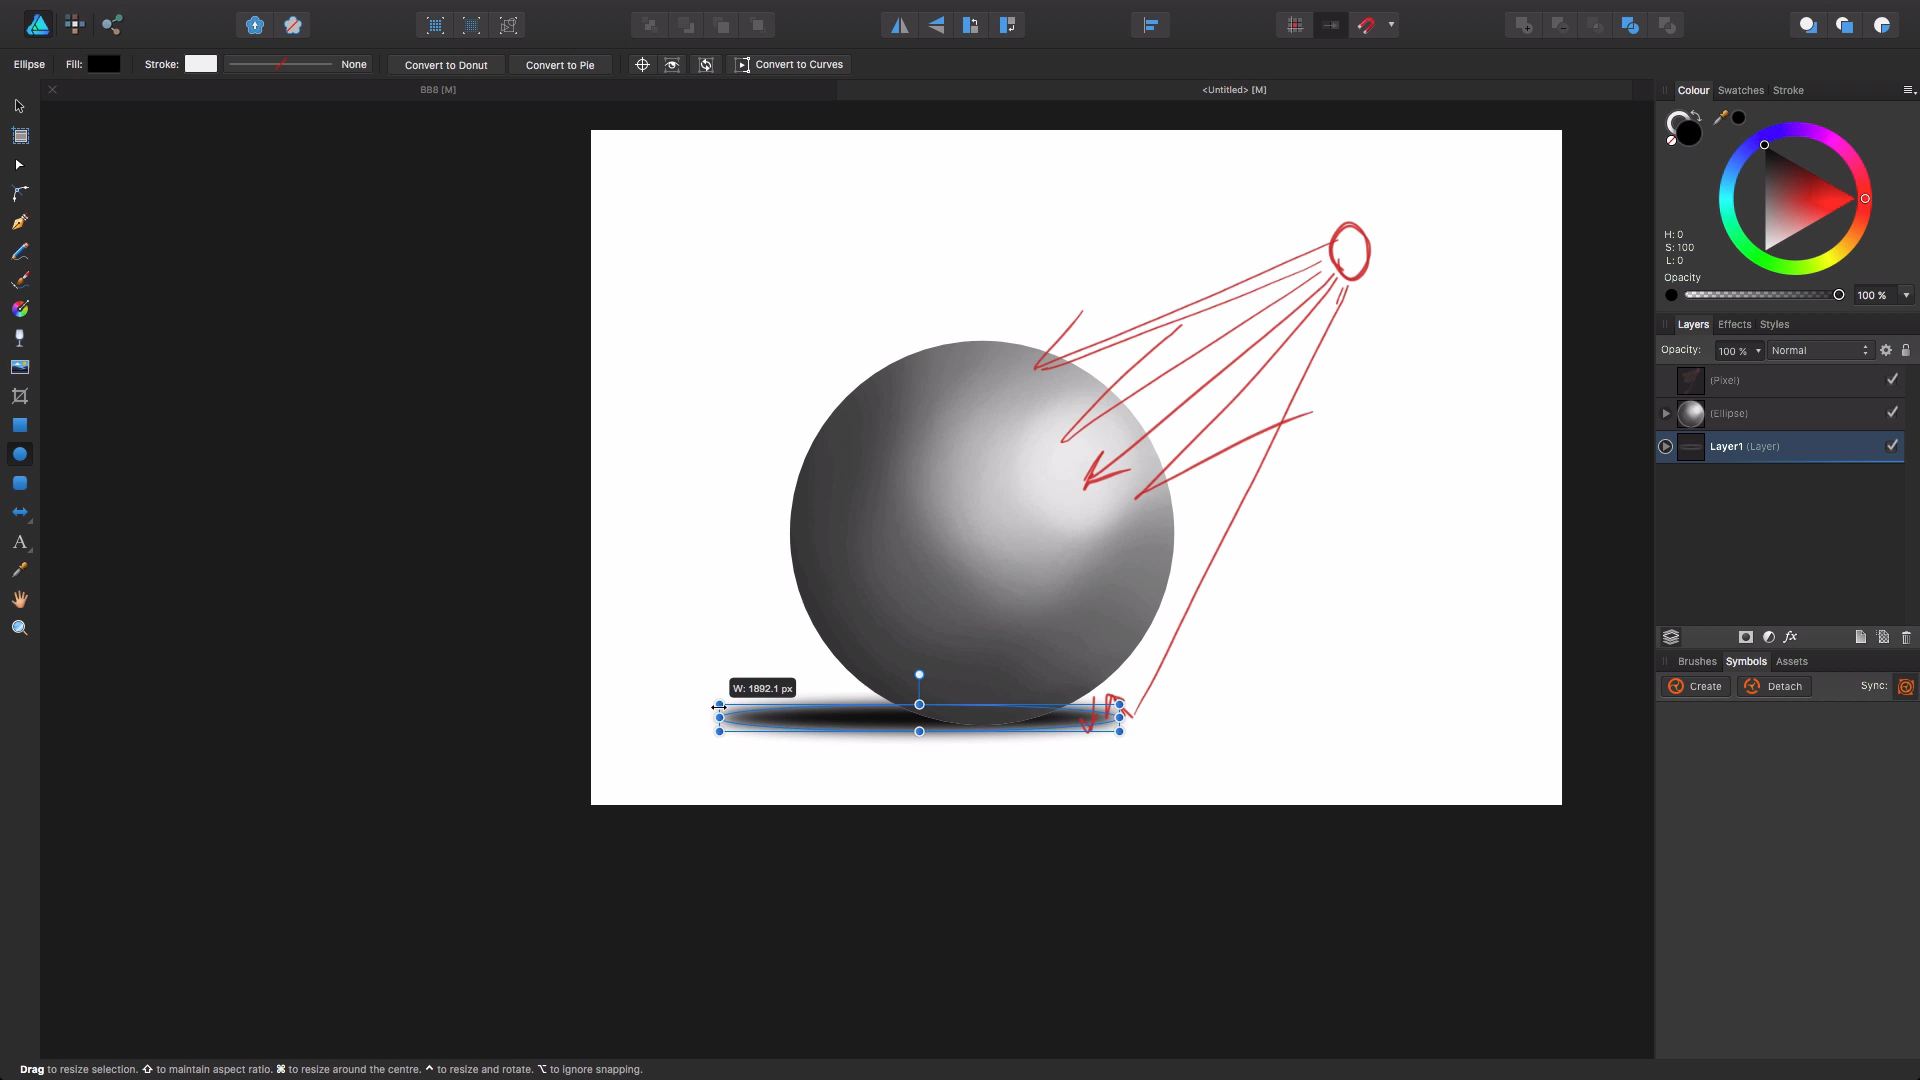 Ellipse Fill: Stroke: None Convert to Donut Convert to Pie Convert to Curves
BB8 [M] <Untitled> [M]
Colour Swatches Stroke
H: 0
S: 100
L: 0
Opacity
100 %
Layers Effects Styles
Opacity: 100 % Normal
(Pixel)
(Ellipse)
Layer1 (Layer)
fx
Brushes Symbols Assets
Create Detach Sync:
W: 1892.1 px
A
Drag to resize selection. ⇧ to maintain aspect ratio. ⌘ to resize around the centre. ^ to resize and rotate. ⌥ to ignore snapping.